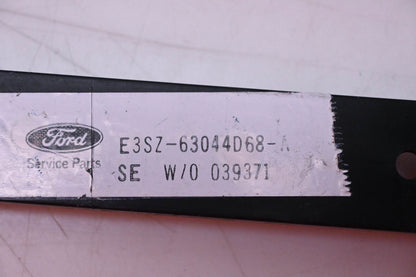 Ford
E3SZ-63044D68-A
Service Parts
SE W/O 039371